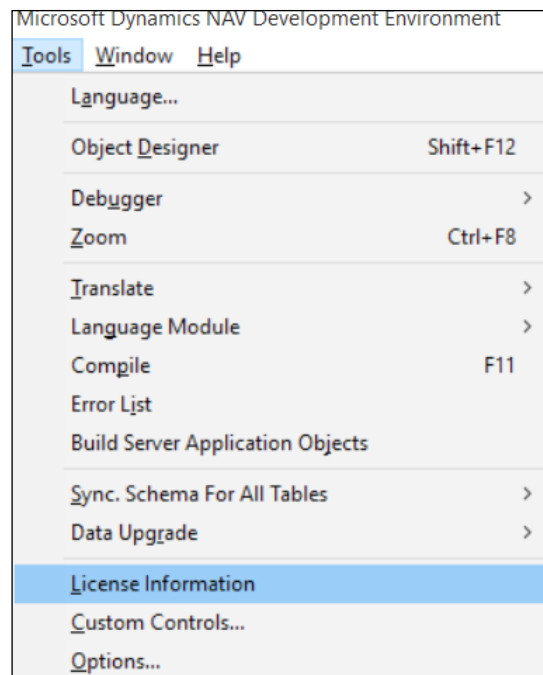 Microsoft Dynamics NAV Development Environment
Tools Window Help
Language...
Object Designer Shift+F12
Debugger >
Zoom Ctrl+F8
Translate >
Language Module >
Compile F11
Error List
Build Server Application Objects
Sync. Schema For All Tables >
Data Upgrade >
License Information
Custom Controls...
Options...